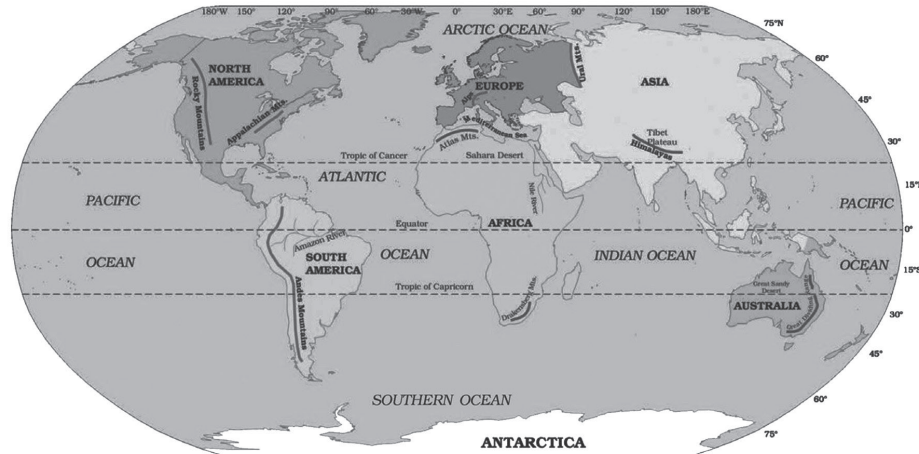 180°W 150° 120° 90° 60° 30°W 0° 30°E 60° 90° 120° 150° 180°E
75°N
ARCTIC OCEAN
60°
NORTH
AMERICA
Rocky Mountains
Appalachian Mts.
EUROPE
Alps
Ural Mts.
ASIA
45°
Mediterranean Sea
Atlas Mts.
Tibet
Plateau
Himalayas
30°
Tropic of Cancer
Sahara Desert
ATLANTIC
15°N
Nile River
PACIFIC
PACIFIC
Equator
AFRICA
0°
Amazon River
OCEAN
OCEAN
INDIAN OCEAN
OCEAN
SOUTH
AMERICA
15°S
Andes Mountains
Tropic of Capricorn
Drakensberg Mts.
Great Sandy
Desert
AUSTRALIA
Great Dividing Range
30°
45°
SOUTHERN OCEAN
60°
75°
ANTARCTICA